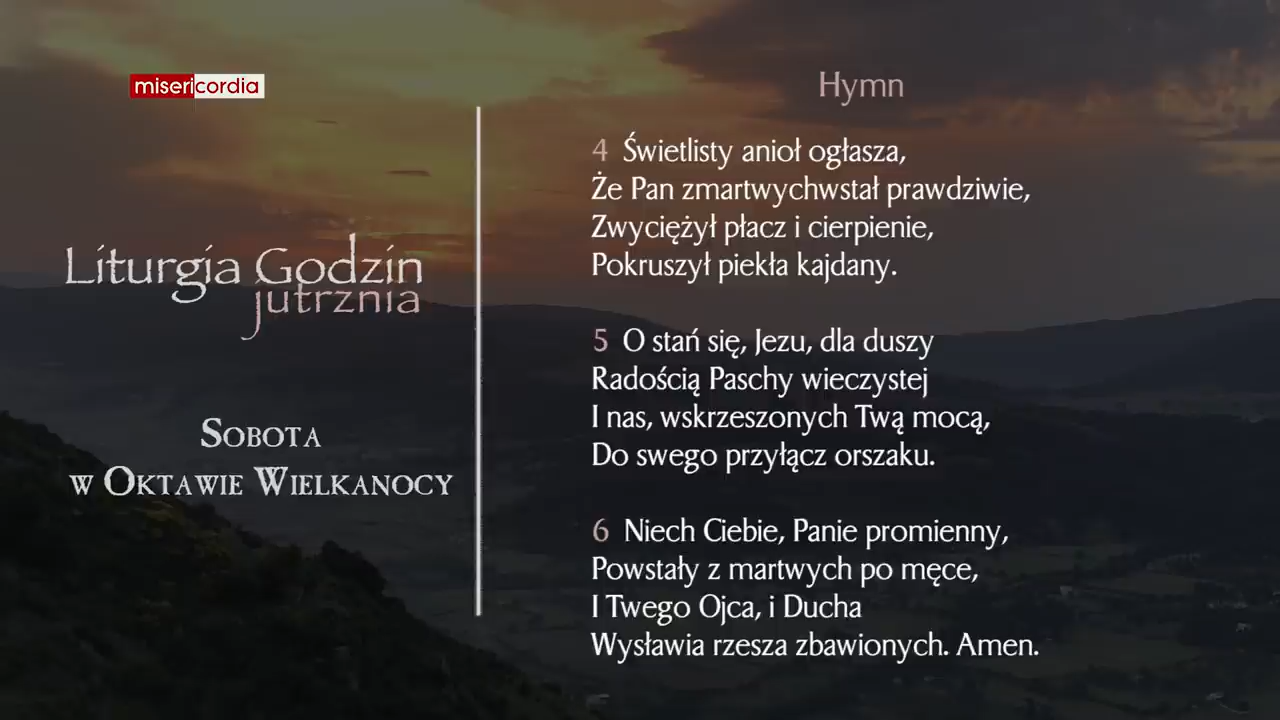 misericordia
Liturgia Godzin
jutrznia
Sobota
w Oktawie Wielkanocy
Hymn
4 Świetlisty anioł ogłasza,
Że Pan zmartwychwstał prawdziwie,
Zwyciężył płacz i cierpienie,
Pokruszył piekła kajdany.
5 O stań się, Jezu, dla duszy
Radością Paschy wieczystej
I nas, wskrzeszonych Twą mocą,
Do swego przyłącz orszaku.
6 Niech Ciebie, Panie promienny,
Powstały z martwych po męce,
I Twego Ojca, i Ducha
Wysławia rzesza zbawionych. Amen.